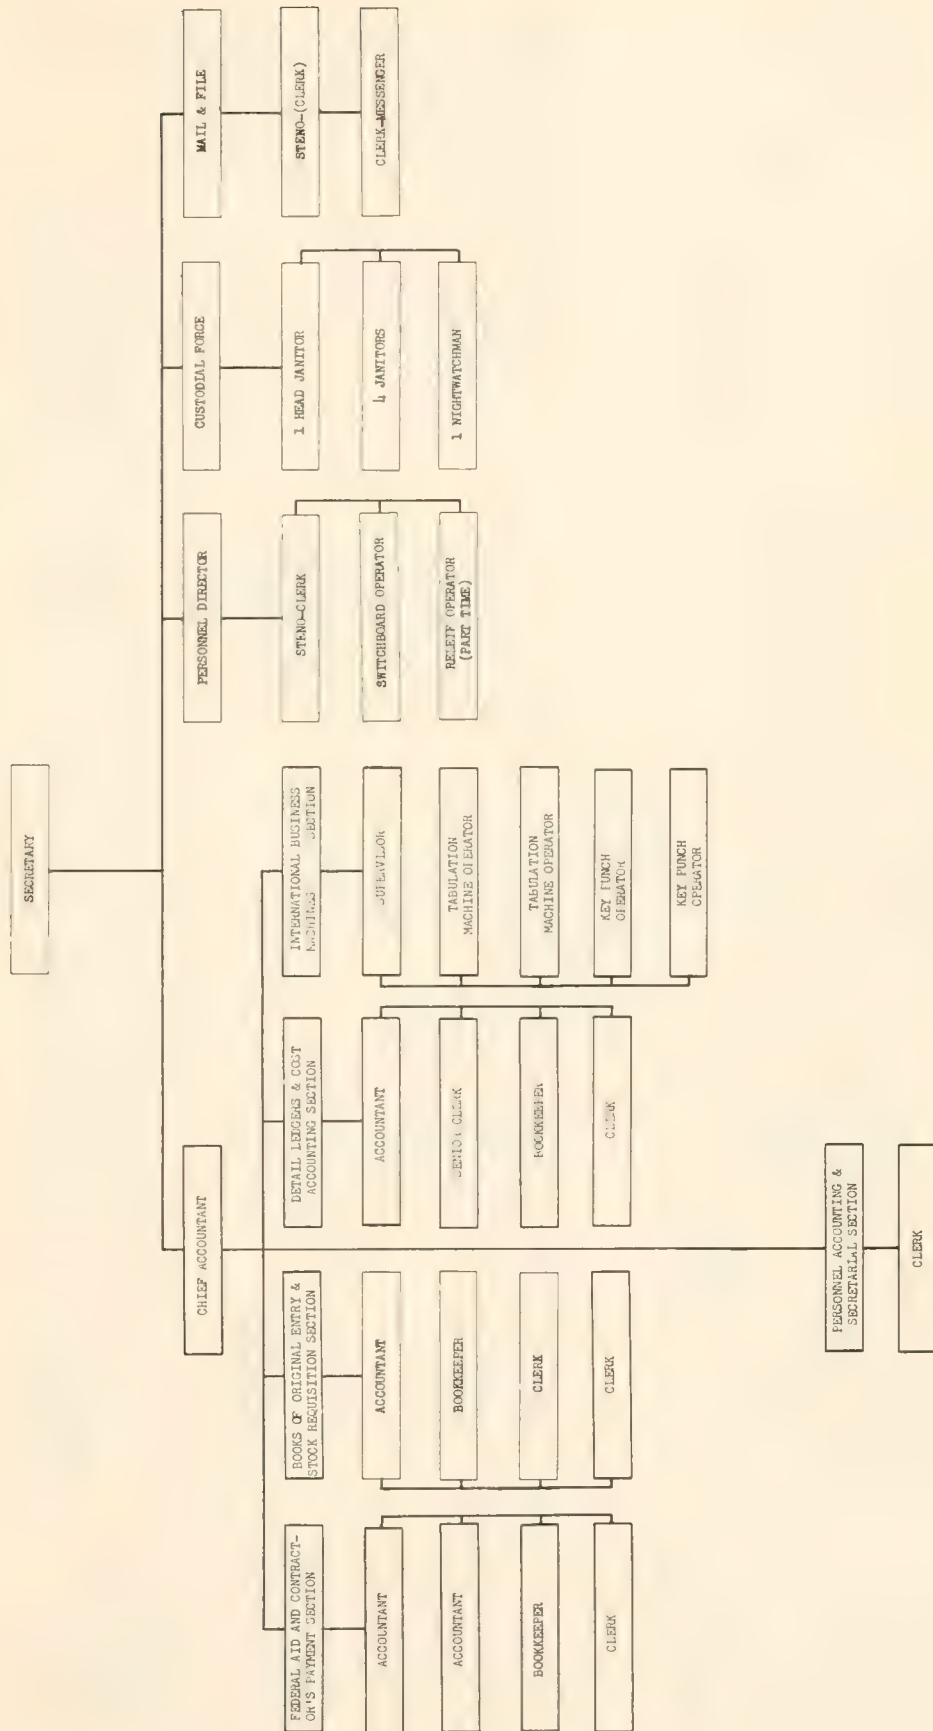 SECRETARY
CHIEF ACCOUNTANT
PERSONNEL DIRECTOR
CUSTODIAL FORCE
MAIL & FILE
FEDERAL AID AND CONTRACT-
OR'S PAYMENT SECTION
ACCOUNTANT
ACCOUNTANT
BOOKKEEPER
CLERK
BOOKS OF ORIGINAL ENTRY &
STOCK REQUISITION SECTION
ACCOUNTANT
BOOKKEEPER
CLERK
CLERK
DETAIL LEDGERS & COST
ACCOUNTING SECTION
ACCOUNTANT
SENIOR CLERK
BOOKKEEPER
CLERK
INTERNATIONAL BUSINESS
MACHINES SECTION
SUPERVISOR
TABULATION
MACHINE OPERATOR
TABULATION
MACHINE OPERATOR
KEY PUNCH
OPERATOR
KEY PUNCH
OPERATOR
STENO-CLERK
SWITCHBOARD OPERATOR
RELEIF OPERATOR
(PART TIME)
1 HEAD JANITOR
4 JANITORS
1 NIGHTWATCHMAN
STENO-(CLERK)
CLERK-MESSENGER
PERSONNEL ACCOUNTING &
SECRETARIAL SECTION
CLERK